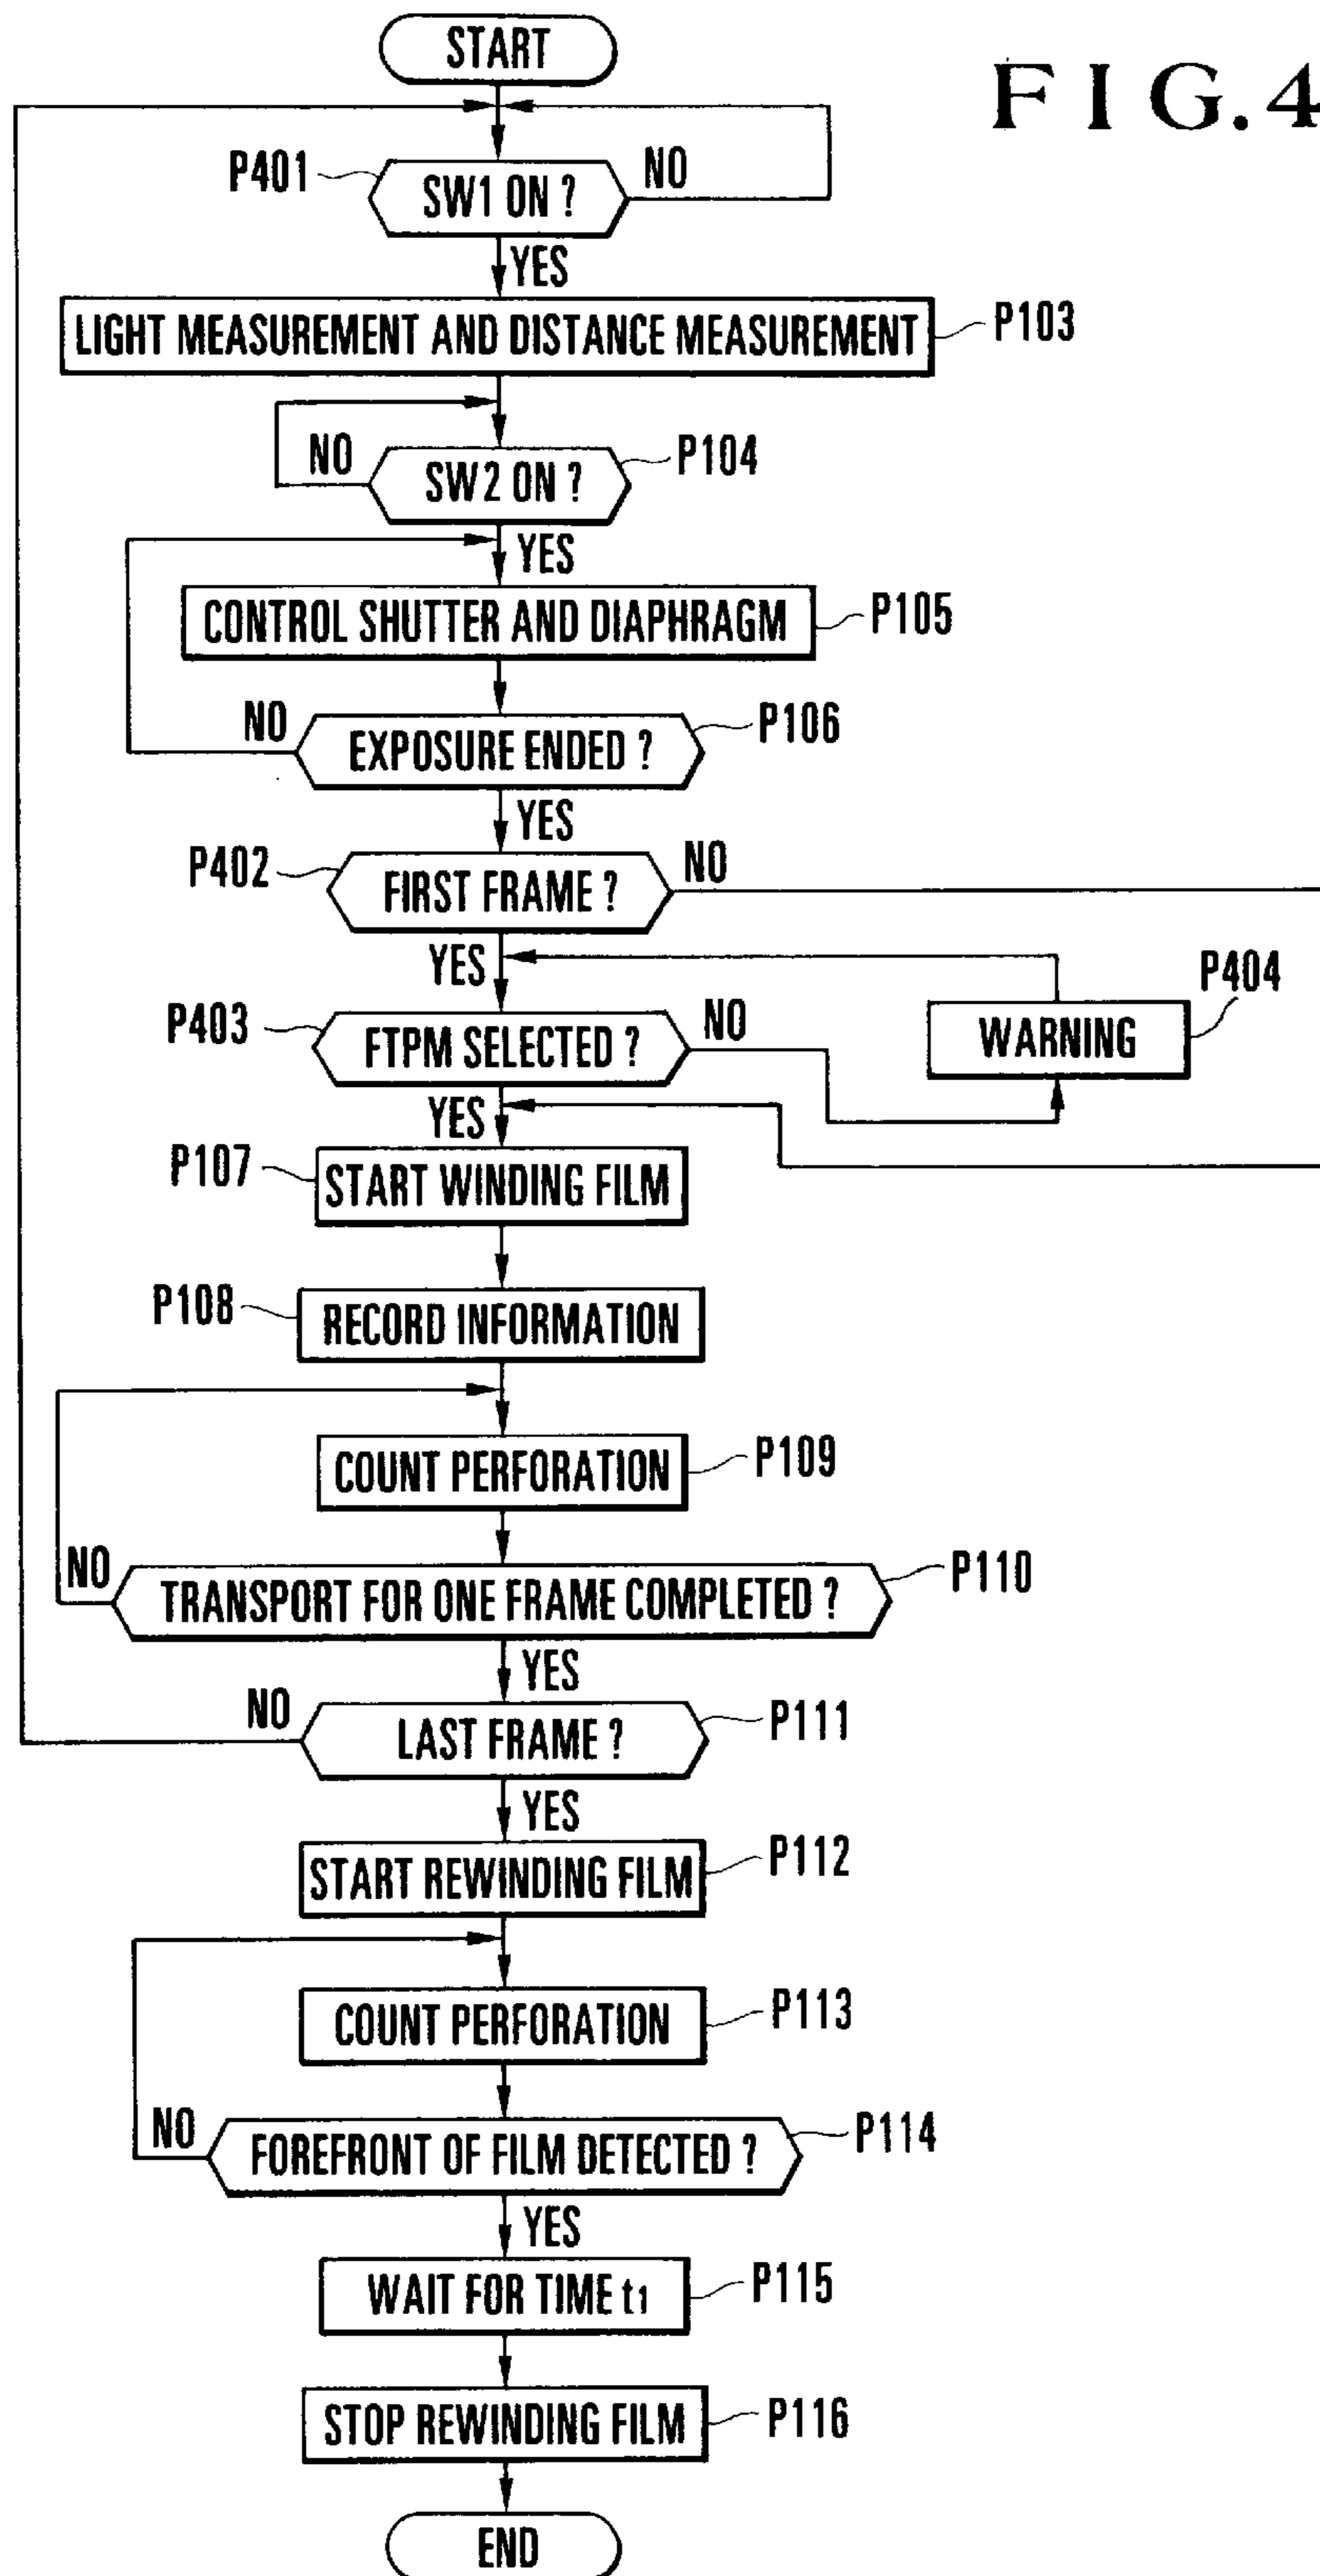 START
FIG.4
P401
SW1 ON ?
NO
YES
LIGHT MEASUREMENT AND DISTANCE MEASUREMENT
P103
NO
SW2 ON ?
P104
YES
CONTROL SHUTTER AND DIAPHRAGM
P105
NO
EXPOSURE ENDED ?
P106
YES
P402
FIRST FRAME ?
NO
YES
P404
WARNING
P403
FTPM SELECTED ?
NO
YES
P107
START WINDING FILM
P108
RECORD INFORMATION
COUNT PERFORATION
P109
NO
TRANSPORT FOR ONE FRAME COMPLETED ?
P110
YES
NO
LAST FRAME ?
P111
YES
START REWINDING FILM
P112
COUNT PERFORATION
P113
NO
FOREFRONT OF FILM DETECTED ?
P114
YES
WAIT FOR TIME t1
P115
STOP REWINDING FILM
P116
END